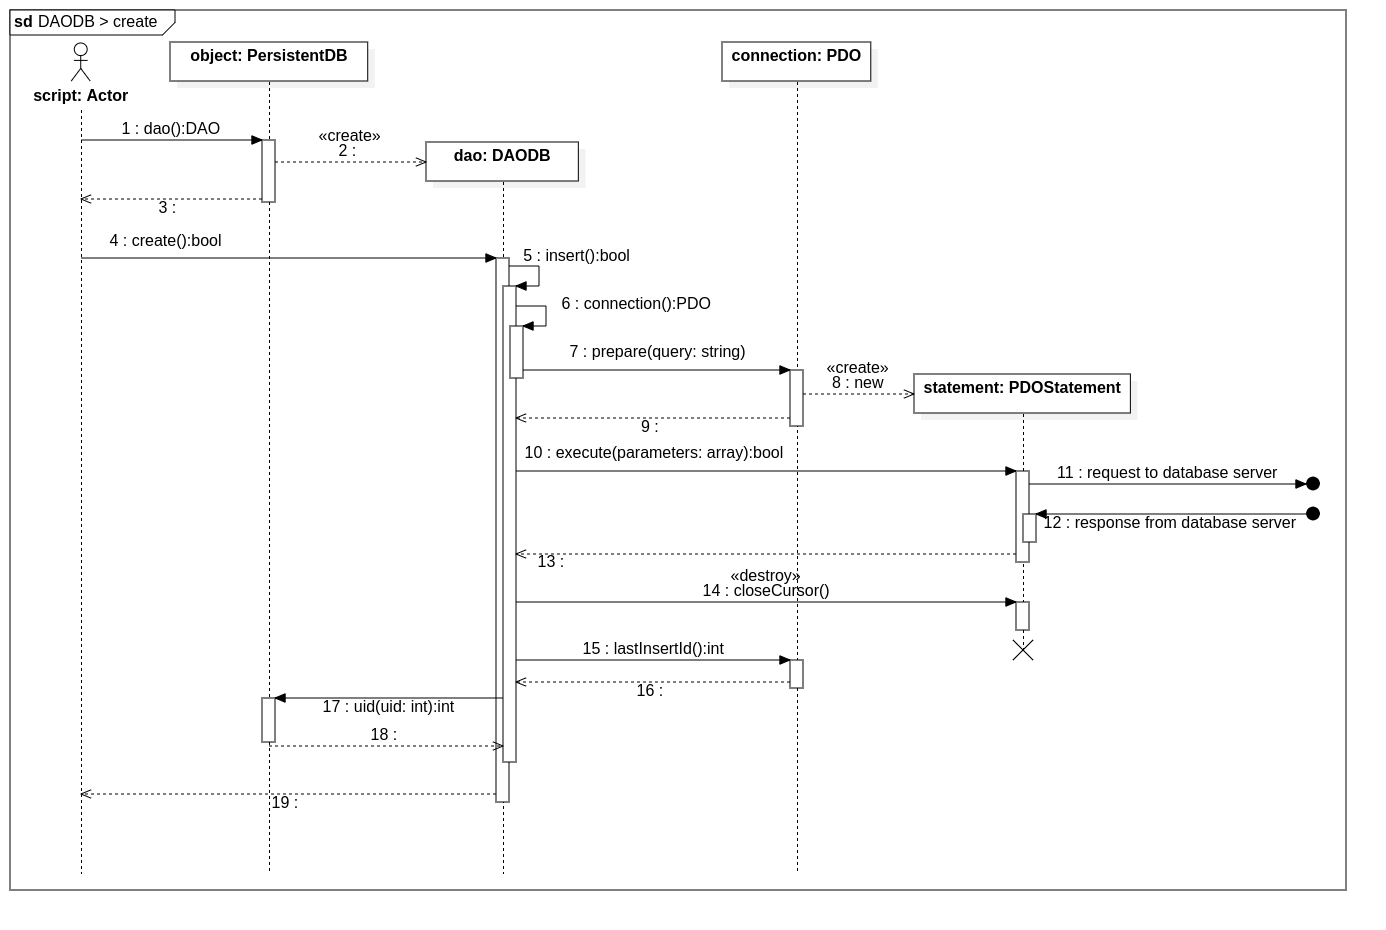 sd DAODB > create
object: PersistentDB
connection: PDO
script: Actor
1 : dao():DAO
«create»
2 :
dao: DAODB
3 :
4 : create():bool
5 : insert():bool
6 : connection():PDO
7 : prepare(query: string)
«create»
8 : new
statement: PDOStatement
9 :
10 : execute(parameters: array):bool
11 : request to database server
12 : response from database server
13 :
«destroy»
14 : closeCursor()
15 : lastInsertId():int
16 :
17 : uid(uid: int):int
18 :
19 :